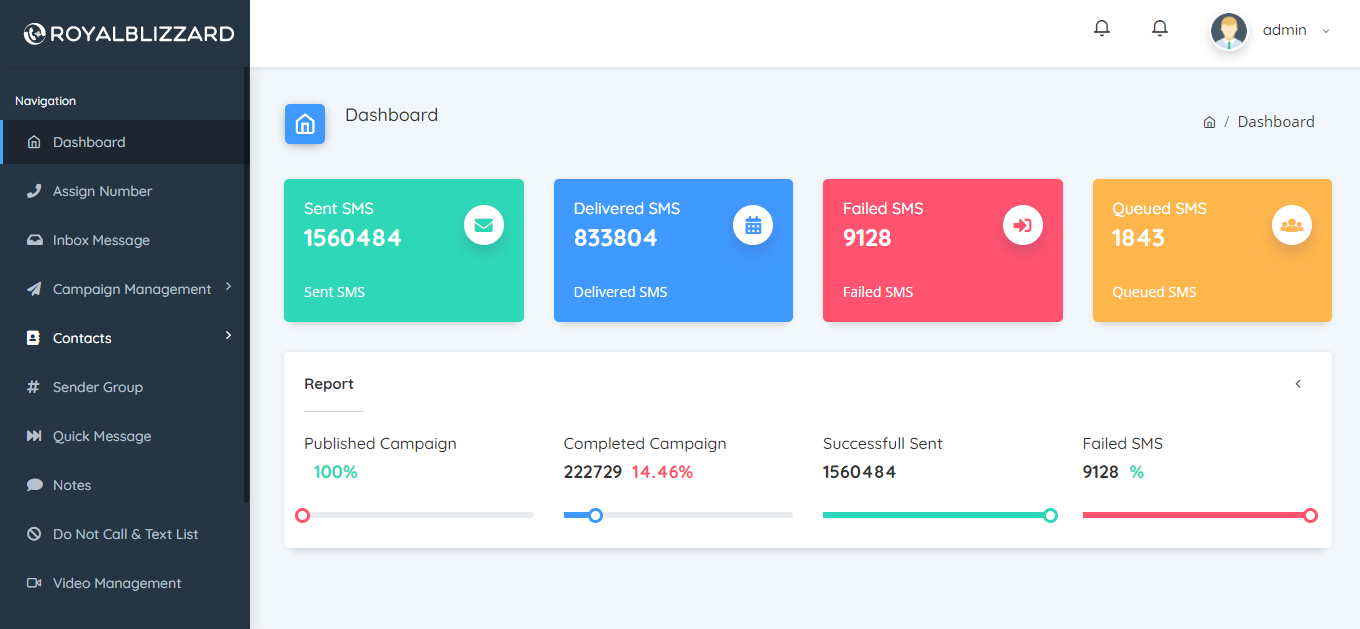 ROYALBLIZZARD
admin
Navigation
Dashboard
Assign Number
Inbox Message
Campaign Management
Contacts
Sender Group
Quick Message
Notes
Do Not Call & Text List
Video Management
Dashboard
/ Dashboard
Sent SMS
1560484
Sent SMS
Delivered SMS
833804
Delivered SMS
Failed SMS
9128
Failed SMS
Queued SMS
1843
Queued SMS
Report
Published Campaign
100%
Completed Campaign
222729 14.46%
Successfull Sent
1560484
Failed SMS
9128 %